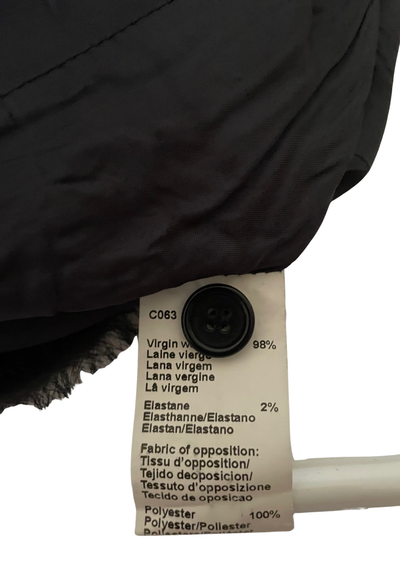 C063
Virgin 98%
Laine vierge
Lana virgem
Lana vergine
Lã virgem
Elastane 2%
Elasthanne/Elastano
Elastan/Elastano
Fabric of opposition:
Tissu d'opposition/
Tejido deoposicion/
Tessuto d'opposizione
Tecido de oposicao
Polyester 100%
Polyester/Poliester